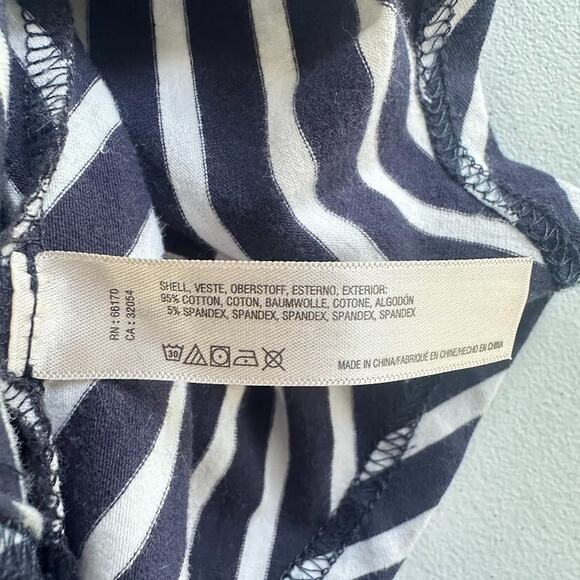 RN : 66170
CA : 32054
SHELL, VESTE, OBERSTOFF, ESTERNO, EXTERIOR:
95% COTTON, COTON, BAUMWOLLE, COTONE, ALGODÓN
5% SPANDEX, SPANDEX, SPANDEX, SPANDEX, SPANDEX
30
MADE IN CHINA/FABRIQUÉ EN CHINE/HECHO EN CHINA